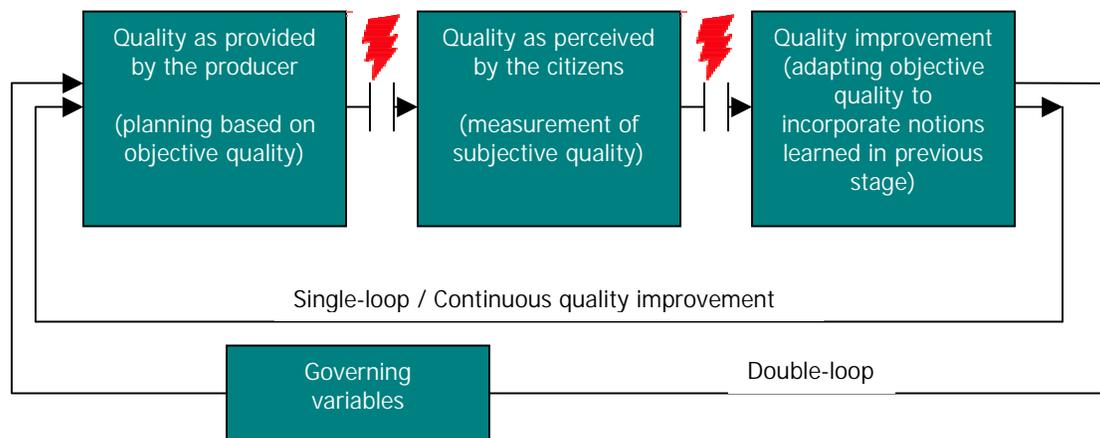 Quality as provided
by the producer
(planning based on
objective quality)
Quality as perceived
by the citizens
(measurement of
subjective quality)
Quality improvement
(adapting objective
quality to
incorporate notions
learned in previous
stage)
Single-loop / Continuous quality improvement
Governing
variables
Double-loop